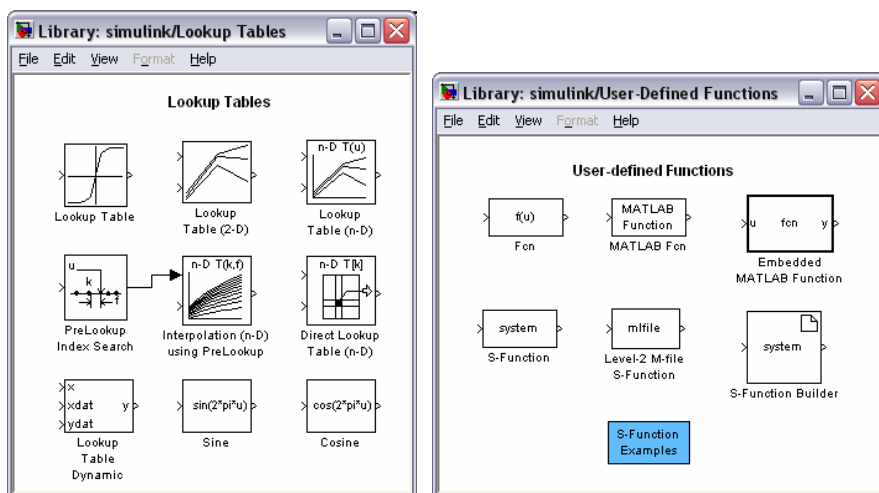 Library: simulink/Lookup Tables
File Edit View Format Help
Lookup Tables
Lookup Table
Lookup
Table (2-D)
n-D T(u)
Lookup
Table (n-D)
u
k
f
PreLookup
Index Search
n-D T(k,f)
Interpolation (n-D)
using PreLookup
n-D T[k]
Direct Lookup
Table (n-D)
x
xdat y
ydat
Lookup
Table
Dynamic
sin(2*pi*u)
Sine
cos(2*pi*u)
Cosine
Library: simulink/User-Defined Functions
File Edit View Format Help
User-defined Functions
f(u)
Fcn
MATLAB
Function
MATLAB Fcn
u fcn y
Embedded
MATLAB Function
system
S-Function
mlfile
Level-2 M-file
S-Function
system
S-Function Builder
S-Function
Examples